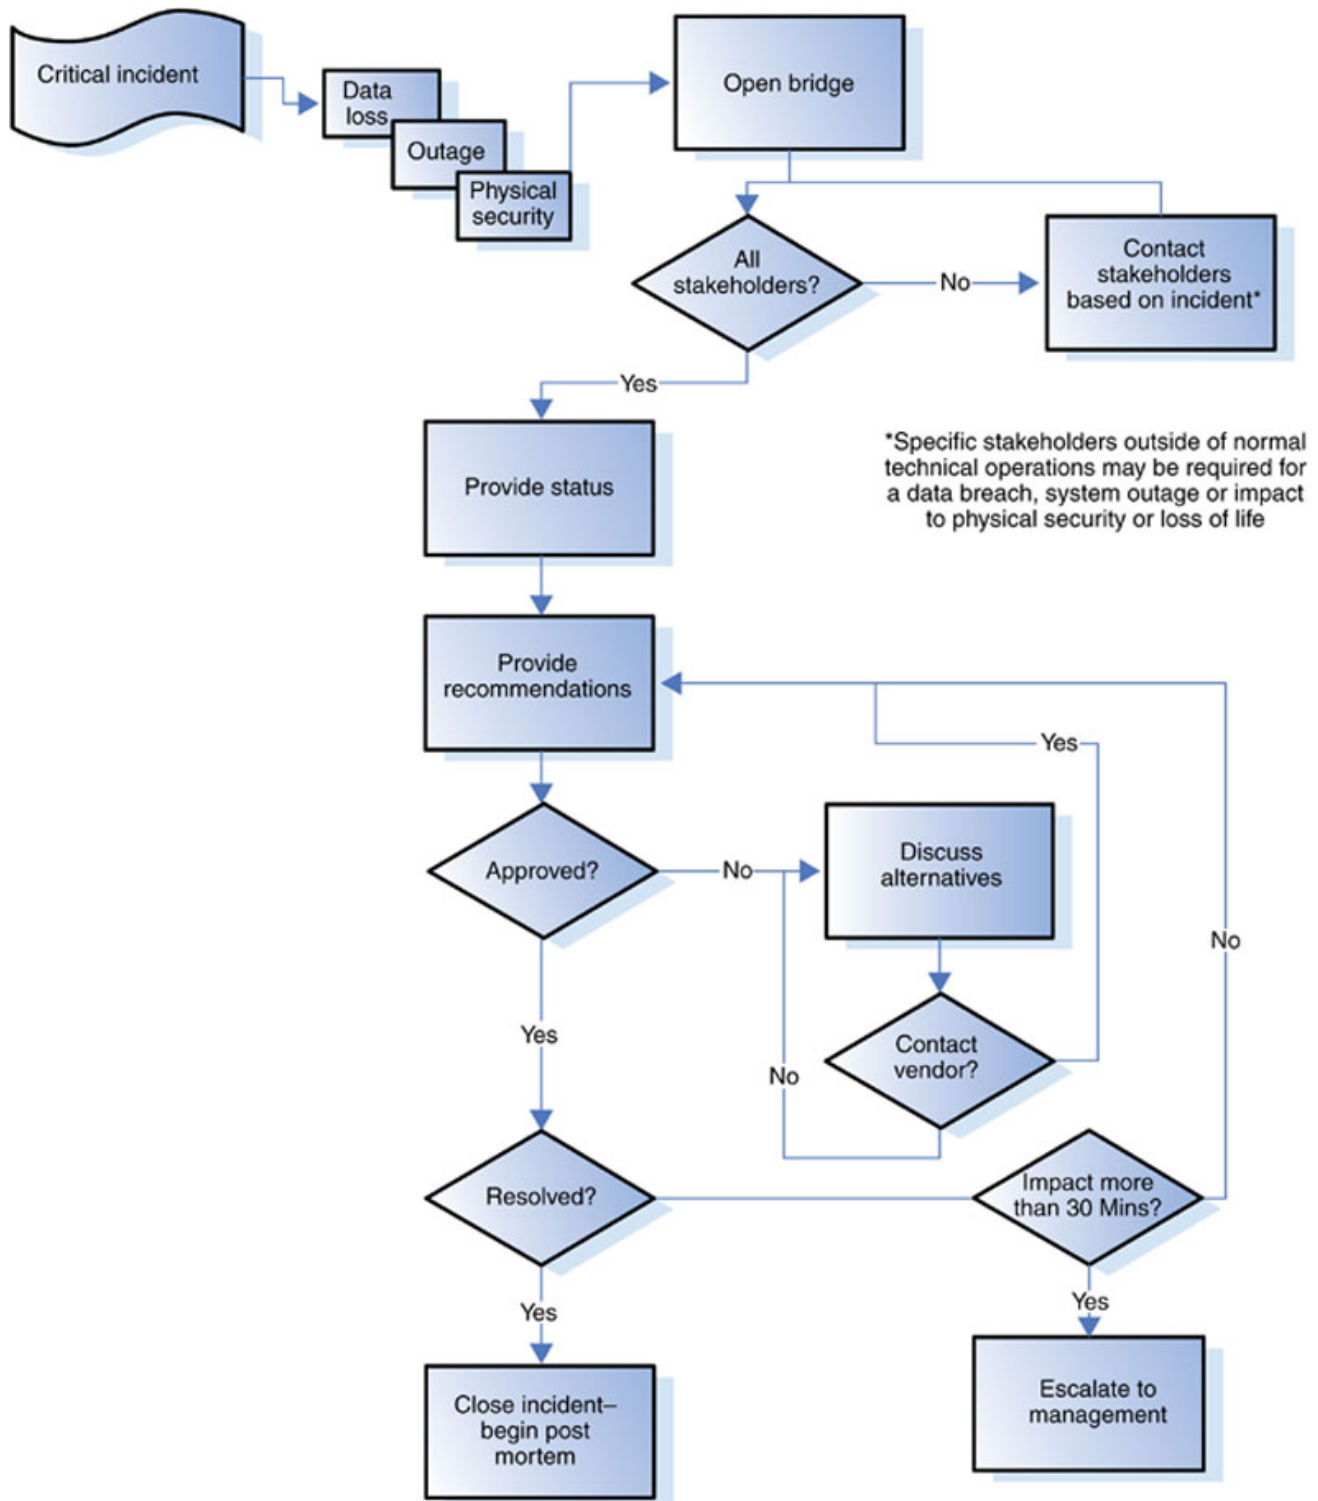 Critical incident
Data
loss
Outage
Physical
security
Open bridge
All
stakeholders?
No
Contact
stakeholders
based on incident*
Yes
*Specific stakeholders outside of normal
technical operations may be required for
a data breach, system outage or impact
to physical security or loss of life
Provide status
Provide
recommendations
Yes
Approved?
No
Discuss
alternatives
No
Yes
Contact
vendor?
No
Resolved?
Impact more
than 30 Mins?
Yes
Yes
Close incident–
begin post
mortem
Escalate to
management